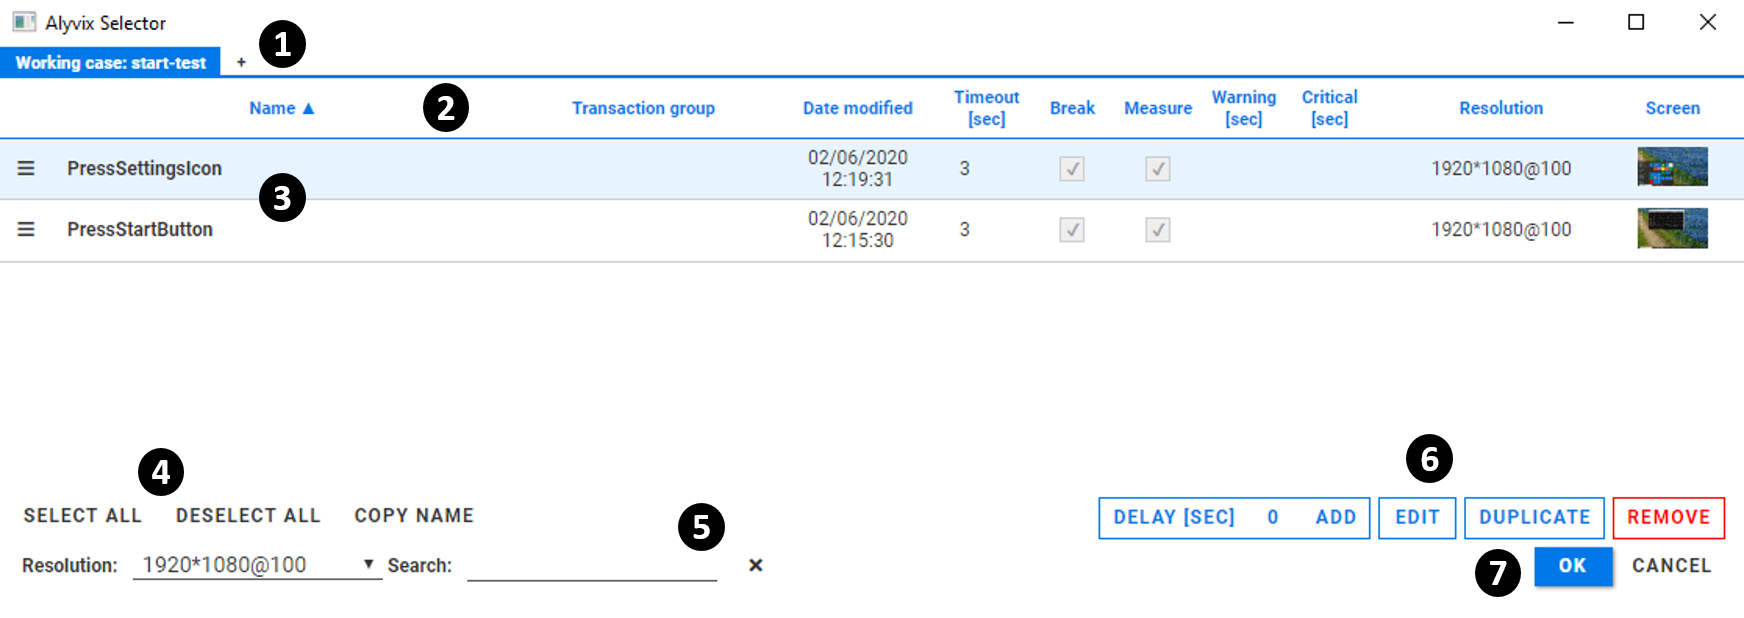 Alyvix Selector
1
Working case: start-test +
2
Name ▲ Transaction group Date modified Timeout [sec] Break Measure Warning [sec] Critical [sec] Resolution Screen
PressSettingsIcon 02/06/2020 12:19:31 3 1920*1080@100
3
PressStartButton 02/06/2020 12:15:30 3 1920*1080@100
4
6
SELECT ALL DESELECT ALL COPY NAME
5
DELAY [SEC] 0 ADD EDIT DUPLICATE REMOVE
Resolution: 1920*1080@100 ▼ Search: ×
7
OK CANCEL